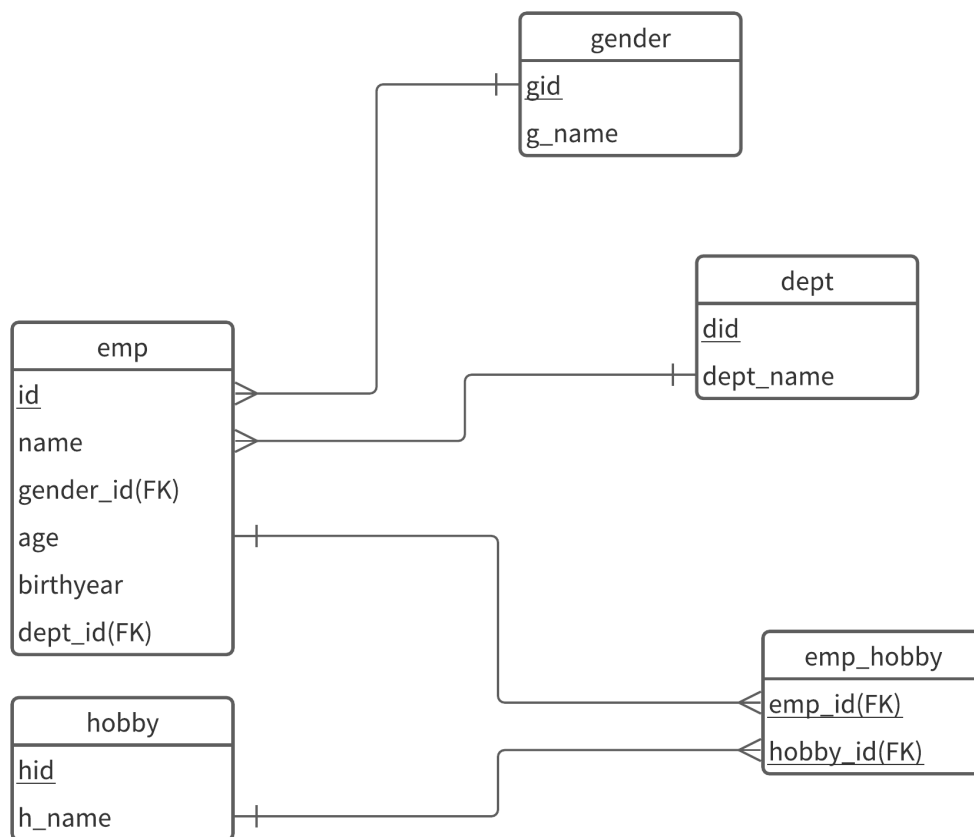 gender
gid
g_name
dept
did
dept_name
emp
id
name
gender_id(FK)
age
birthyear
dept_id(FK)
emp_hobby
emp_id(FK)
hobby_id(FK)
hobby
hid
h_name